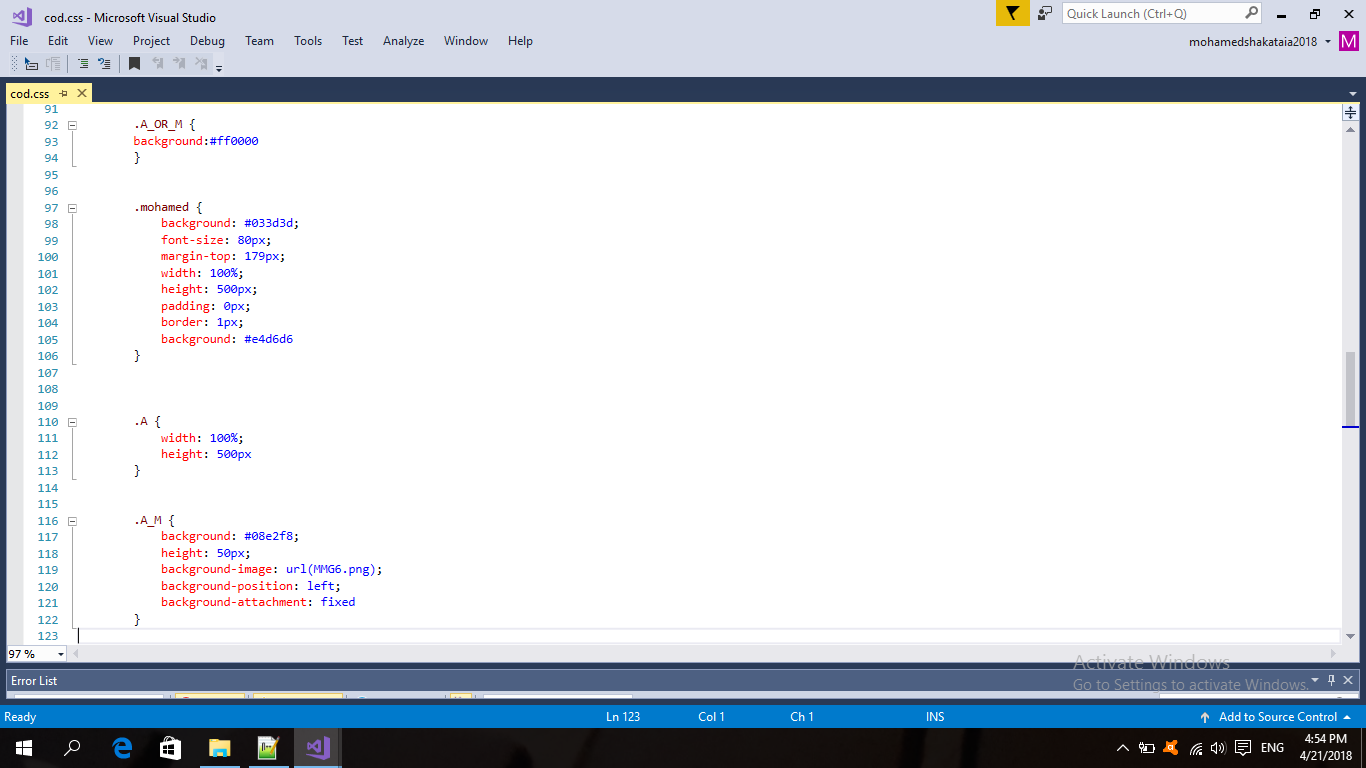 cod.css - Microsoft Visual Studio
Quick Launch (Ctrl+Q)
File Edit View Project Debug Team Tools Test Analyze Window Help
mohamedshakataia2018 M
cod.css
91
92 .A_OR_M {
93 background:#ff0000
94 }
95
96
97 .mohamed {
98 background: #033d3d;
99 font-size: 80px;
100 margin-top: 179px;
101 width: 100%;
102 height: 500px;
103 padding: 0px;
104 border: 1px;
105 background: #e4d6d6
106 }
107
108
109
110 .A {
111 width: 100%;
112 height: 500px
113 }
114
115
116 .A_M {
117 background: #08e2f8;
118 height: 50px;
119 background-image: url(MMG6.png);
120 background-position: left;
121 background-attachment: fixed
122 }
123
97 %
Activate Windows
Go to Settings to activate Windows.
Error List
Ready Ln 123 Col 1 Ch 1 INS Add to Source Control
ENG
4:54 PM
4/21/2018